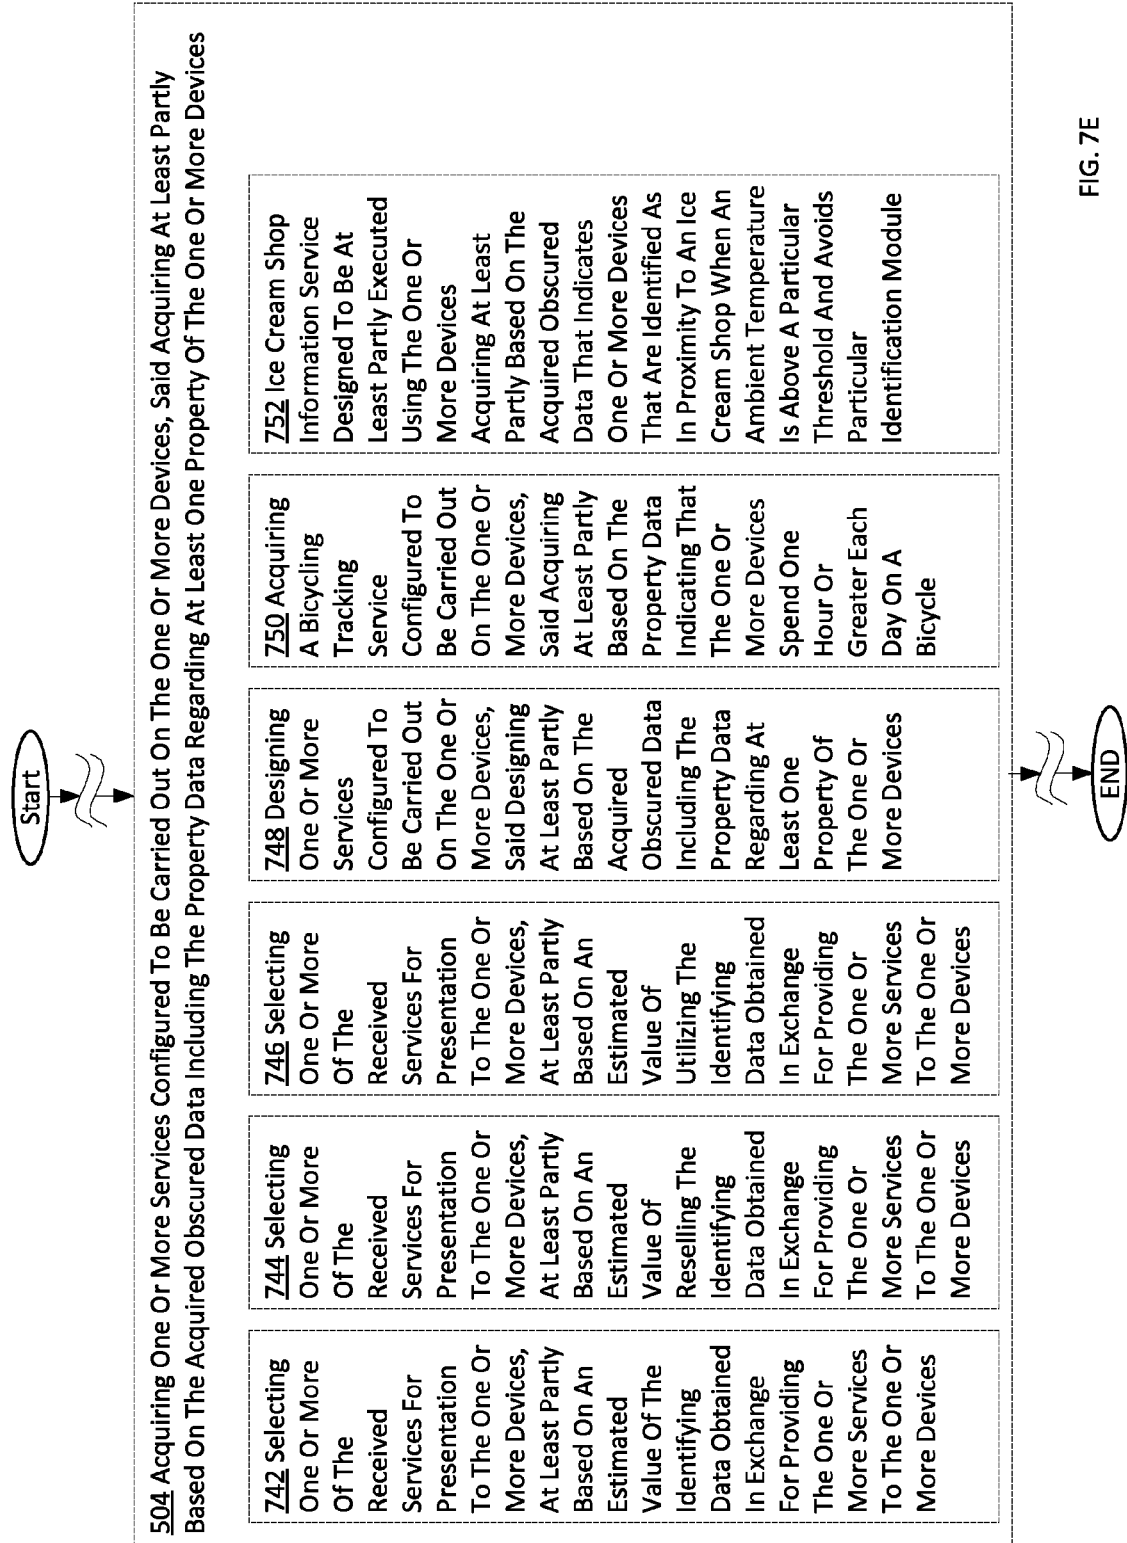 Start
504 Acquiring One Or More Services Configured To Be Carried Out On The One Or More Devices, Said Acquiring At Least Partly
Based On The Acquired Obscured Data Including The Property Data Regarding At Least One Property Of The One Or More Devices
742 Selecting
One Or More
Of The
Received
Services For
Presentation
To The One Or
More Devices,
At Least Partly
Based On An
Estimated
Value Of The
Identifying
Data Obtained
In Exchange
For Providing
The One Or
More Services
To The One Or
More Devices
744 Selecting
One Or More
Of The
Received
Services For
Presentation
To The One Or
More Devices,
At Least Partly
Based On An
Estimated
Value Of
Reselling The
Identifying
Data Obtained
In Exchange
For Providing
The One Or
More Services
To The One Or
More Devices
746 Selecting
One Or More
Of The
Received
Services For
Presentation
To The One Or
More Devices,
At Least Partly
Based On An
Estimated
Value Of
Utilizing The
Identifying
Data Obtained
In Exchange
For Providing
The One Or
More Services
To The One Or
More Devices
748 Designing
One Or More
Services
Configured To
Be Carried Out
On The One Or
More Devices,
Said Designing
At Least Partly
Based On The
Acquired
Obscured Data
Including The
Property Data
Regarding At
Least One
Property Of
The One Or
More Devices
750 Acquiring
A Bicycling
Tracking
Service
Configured To
Be Carried Out
On The One Or
More Devices,
Said Acquiring
At Least Partly
Based On The
Property Data
Indicating That
The One Or
More Devices
Spend One
Hour Or
Greater Each
Day On A
Bicycle
752 Ice Cream Shop
Information Service
Designed To Be At
Least Partly Executed
Using The One Or
More Devices
Acquiring At Least
Partly Based On The
Acquired Obscured
Data That Indicates
One Or More Devices
That Are Identified As
In Proximity To An Ice
Cream Shop When An
Ambient Temperature
Is Above A Particular
Threshold And Avoids
Particular
Identification Module
END
FIG. 7E